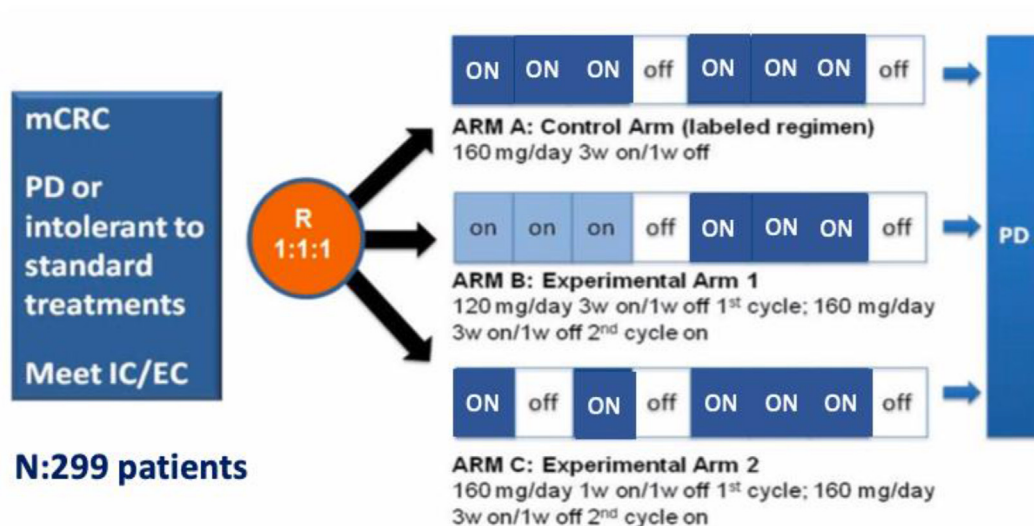 mCRC
PD or
intolerant to
standard
treatments
Meet IC/EC
N:299 patients
R
1:1:1
ON ON ON off ON ON ON off
ARM A: Control Arm (labeled regimen)
160 mg/day 3w on/1w off
on on on off ON ON ON off
ARM B: Experimental Arm 1
120 mg/day 3w on/1w off 1st cycle; 160 mg/day
3w on/1w off 2nd cycle on
ON off ON off ON ON ON off
ARM C: Experimental Arm 2
160 mg/day 1w on/1w off 1st cycle; 160 mg/day
3w on/1w off 2nd cycle on
PD